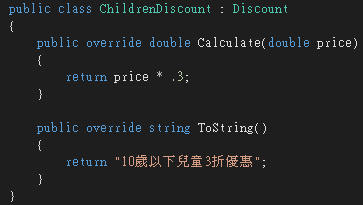 public class ChildrenDiscount : Discount
{
    public override double Calculate(double price)
    {
        return price * .3;
    }

    public override string ToString()
    {
        return "10歲以下兒童3折優惠";
    }
}